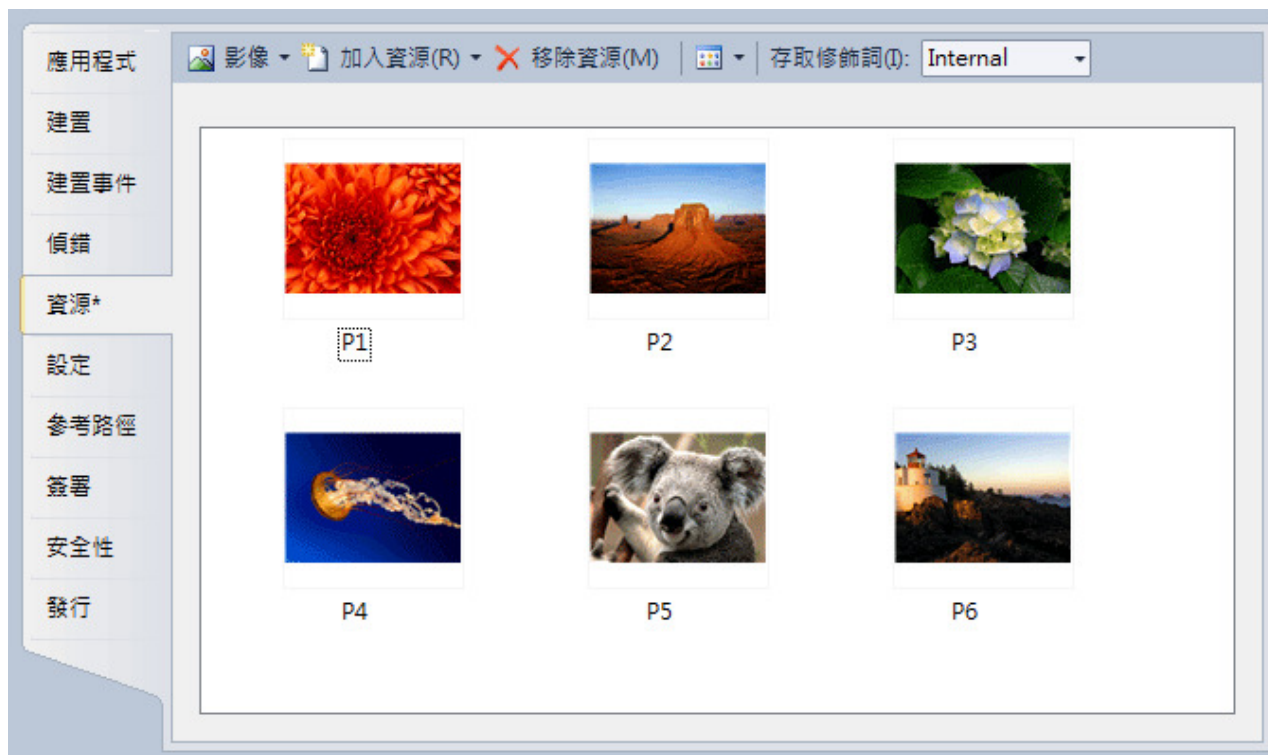 影像 加入資源(R) 移除資源(M) 存取修飾詞(I): Internal
應用程式
建置
建置事件
偵錯
資源*
設定
參考路徑
簽署
安全性
發行
P1 P2 P3
P4 P5 P6